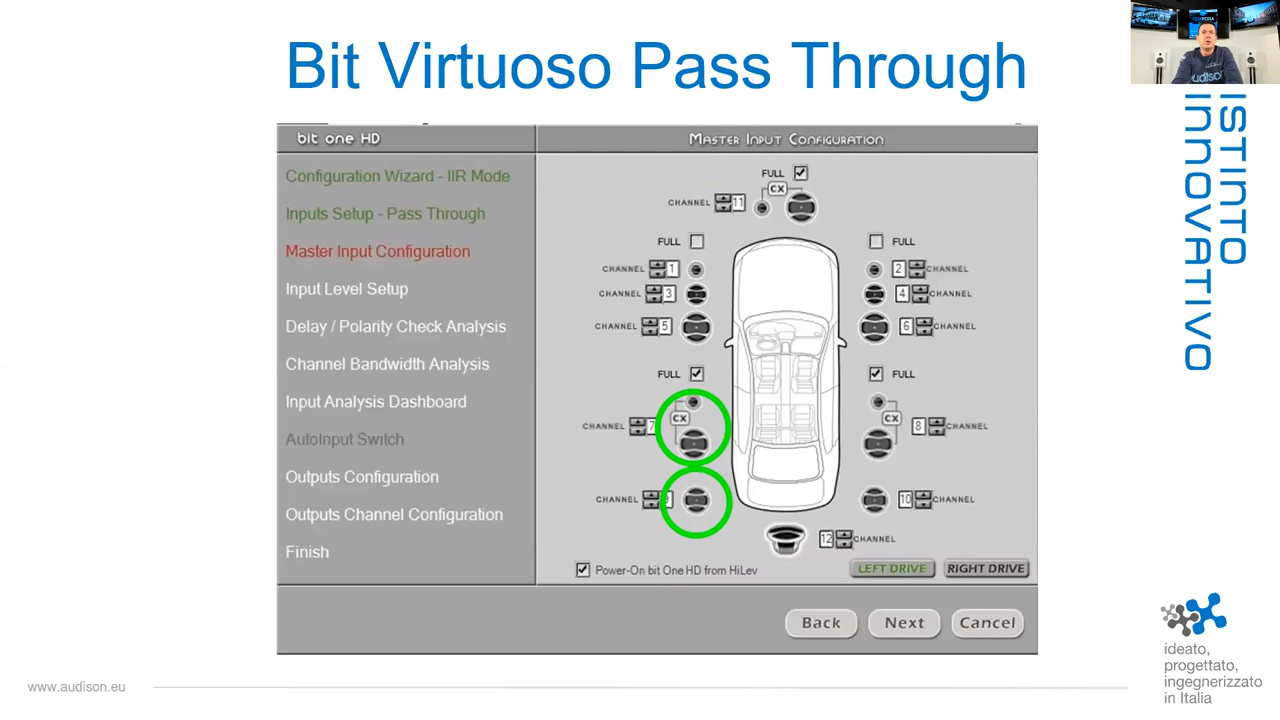 Bit Virtuoso Pass Through
bit one HD
Master Input Configuration
Configuration Wizard - IIR Mode
Inputs Setup - Pass Through
Master Input Configuration
Input Level Setup
Delay / Polarity Check Analysis
Channel Bandwidth Analysis
Input Analysis Dashboard
AutoInput Switch
Outputs Configuration
Outputs Channel Configuration
Finish
FULL
CX
CHANNEL 11
FULL
FULL
CHANNEL 1
2 CHANNEL
CHANNEL 3
4 CHANNEL
CHANNEL 5
6 CHANNEL
FULL
FULL
CX
CX
CHANNEL 7
8 CHANNEL
CHANNEL
10 CHANNEL
12 CHANNEL
Power-On bit One HD from HiLev
LEFT DRIVE
RIGHT DRIVE
Back
Next
Cancel
ISTINTO
INNOVATIVO
audison
ideato,
progettato,
ingegnerizzato
in Italia
www.audison.eu